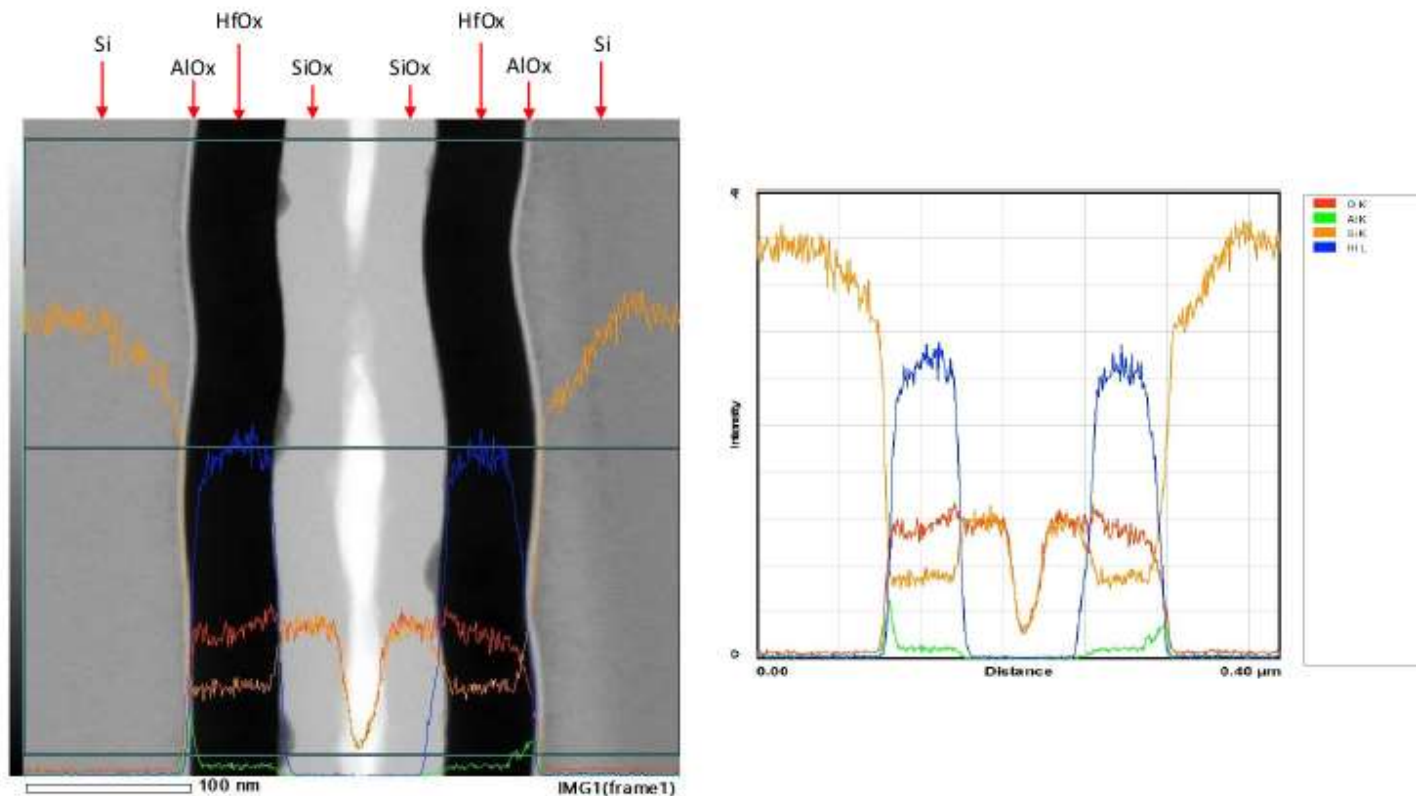 HfOx HfOx
Si Si
AlOx SiOx SiOx AlOx
100 nm
IMG1(frame1)
Intensity
0
0.00 Distance 0.40 µm
O K
Al K
Si K
Hf L